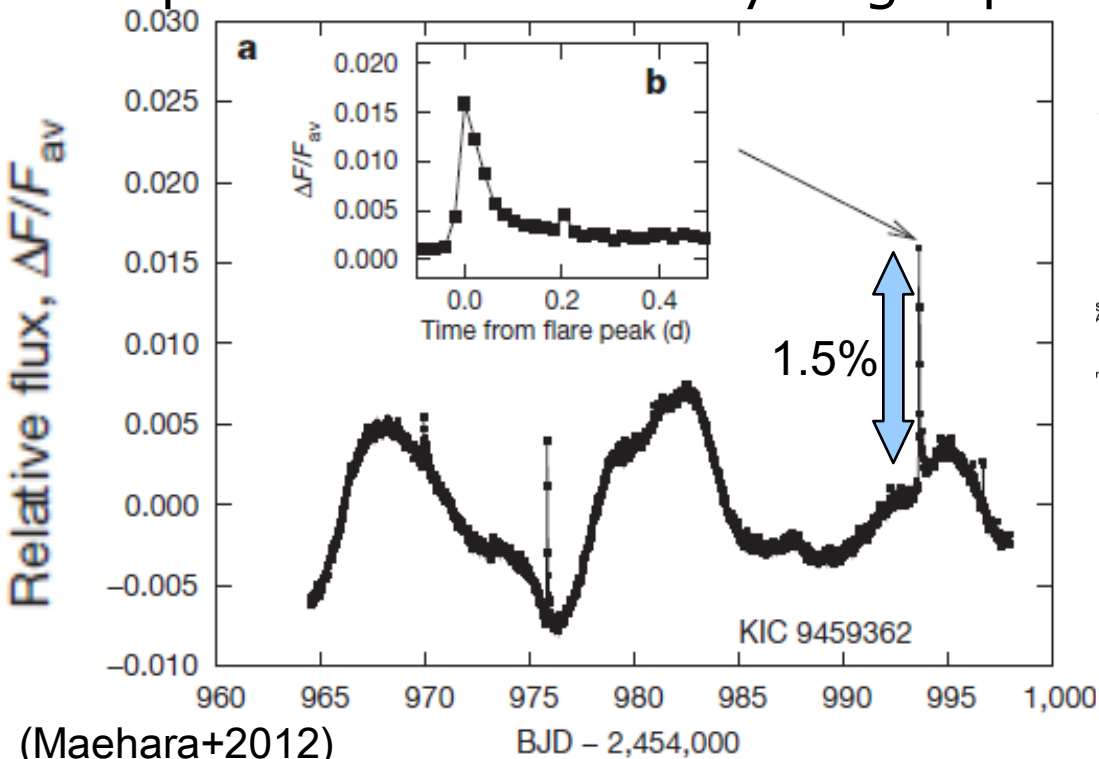 0.030
a
0.025
0.020
0.015
0.010
0.005
0.000
−0.005
−0.010
Relative flux, ΔF/Fav
b
0.020
0.015
0.010
0.005
0.000
ΔF/Fav
0.0 0.2 0.4
Time from flare peak (d)
1.5%
KIC 9459362
960 965 970 975 980 985 990 995 1,000
(Maehara+2012)
BJD − 2,454,000